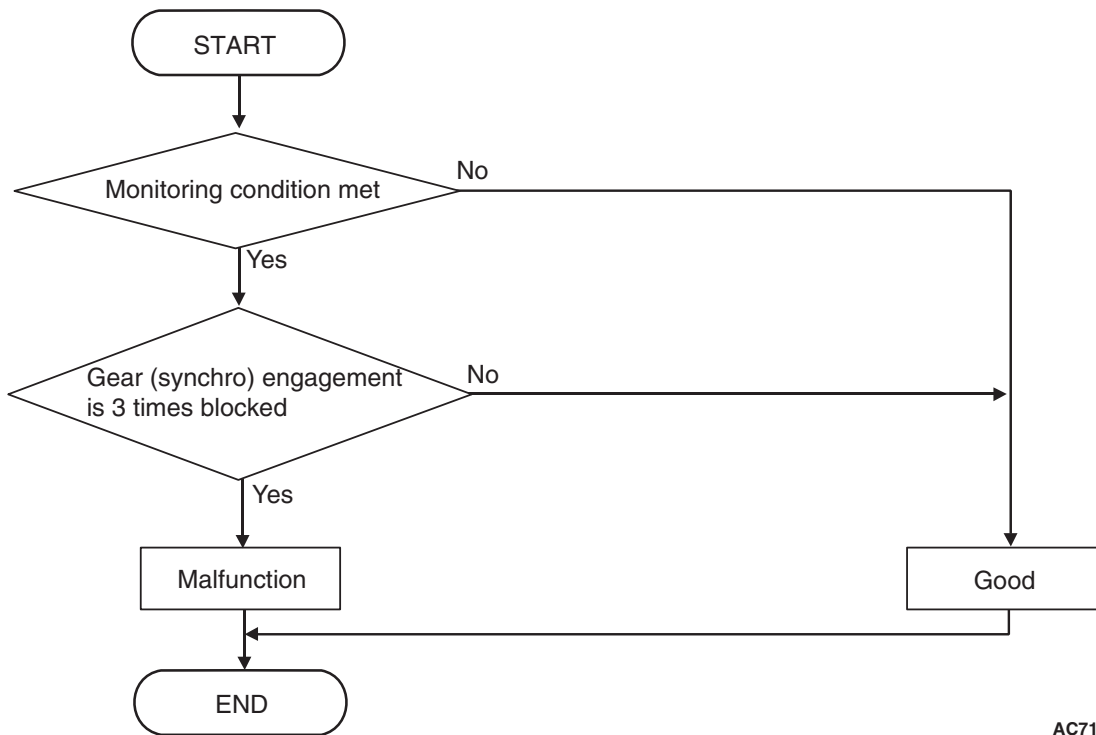 START
Monitoring condition met
No
Yes
Gear (synchro) engagement
is 3 times blocked
No
Yes
Malfunction
Good
END
AC71